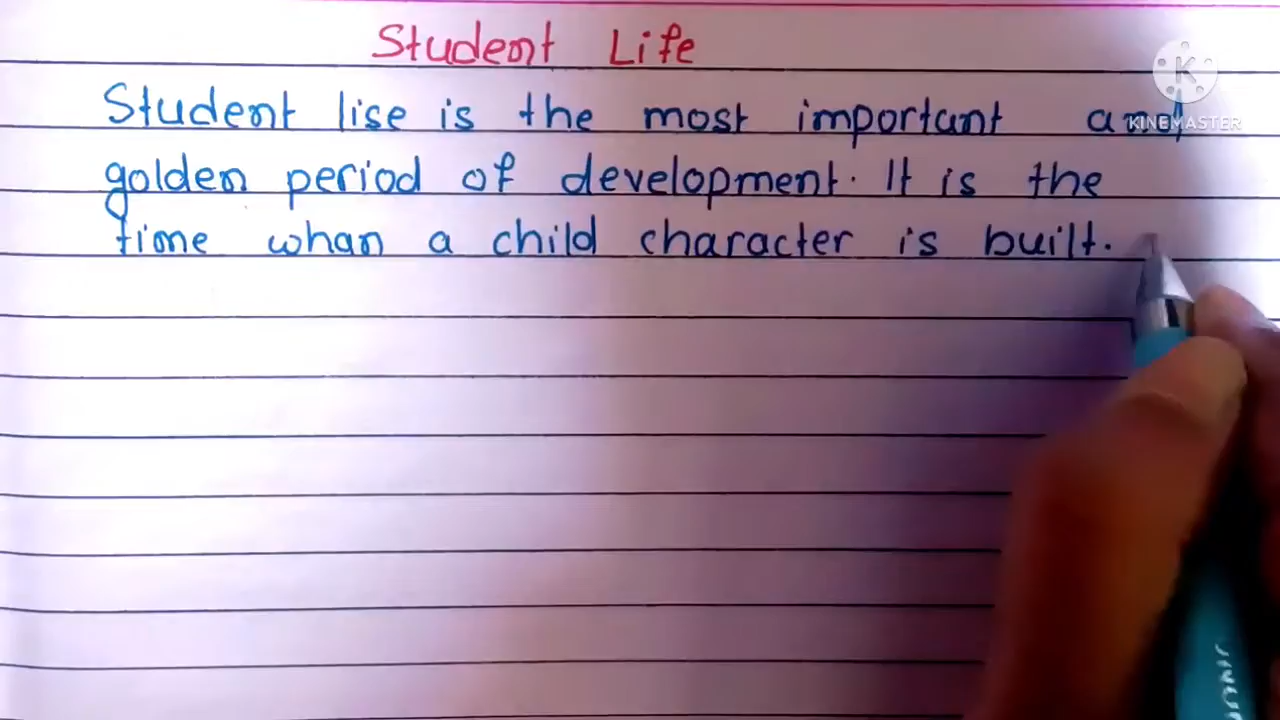 Student Life
Student lise is the most important and
KINEMASTER
golden period of development. It is the
time whan a child character is built.